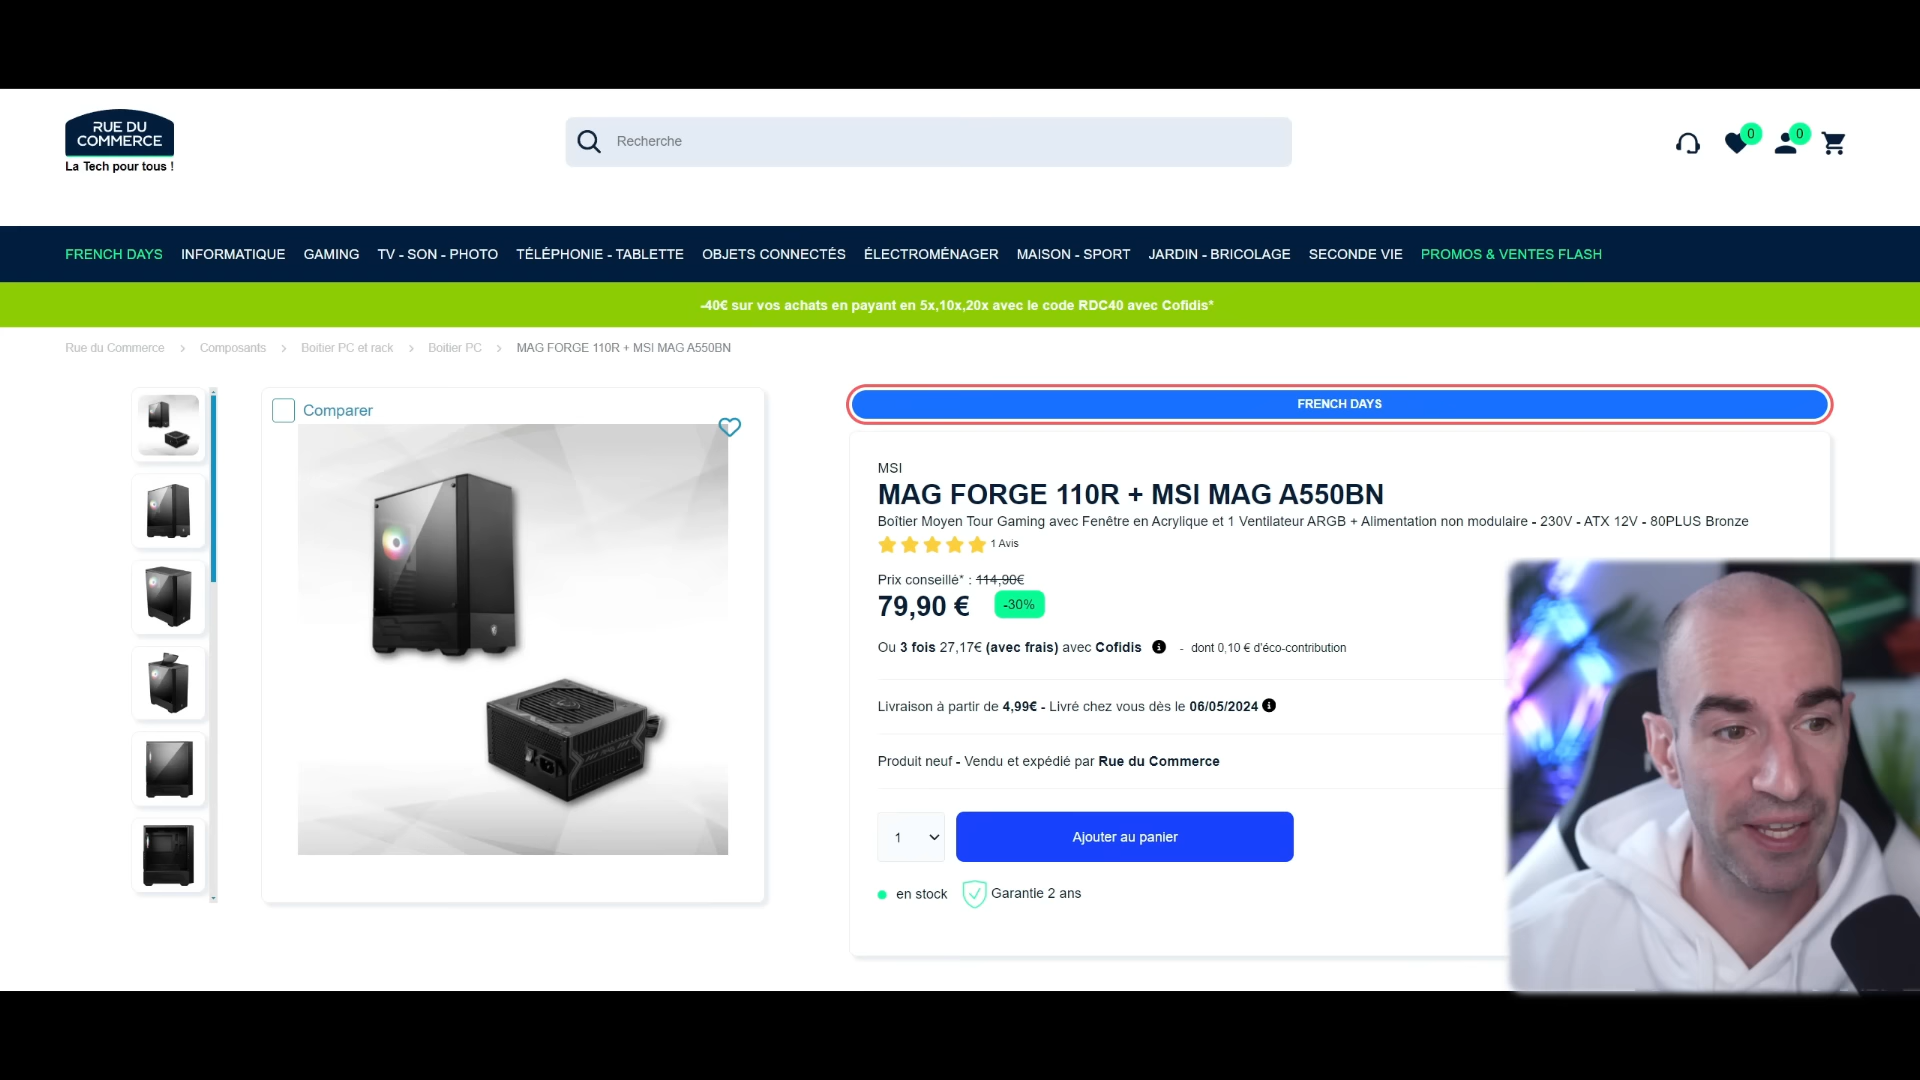 RUE DU
COMMERCE
La Tech pour tous !
Recherche
0
0
FRENCH DAYS INFORMATIQUE GAMING TV - SON - PHOTO TÉLÉPHONIE - TABLETTE OBJETS CONNECTÉS ÉLECTROMÉNAGER MAISON - SPORT JARDIN - BRICOLAGE SECONDE VIE PROMOS & VENTES FLASH
-40€ sur vos achats en payant en 5x,10x,20x avec le code RDC40 avec Cofidis*
Rue du Commerce > Composants > Boitier PC et rack > Boitier PC > MAG FORGE 110R + MSI MAG A550BN
Comparer
FRENCH DAYS
MSI
MAG FORGE 110R + MSI MAG A550BN
Boîtier Moyen Tour Gaming avec Fenêtre en Acrylique et 1 Ventilateur ARGB + Alimentation non modulaire - 230V - ATX 12V - 80PLUS Bronze
1 Avis
Prix conseillé* : 114,90€
79,90 € -30%
Ou 3 fois 27,17€ (avec frais) avec Cofidis - dont 0,10 € d'éco-contribution
Livraison à partir de 4,99€ - Livré chez vous dès le 06/05/2024
Produit neuf - Vendu et expédié par Rue du Commerce
1
Ajouter au panier
en stock
Garantie 2 ans